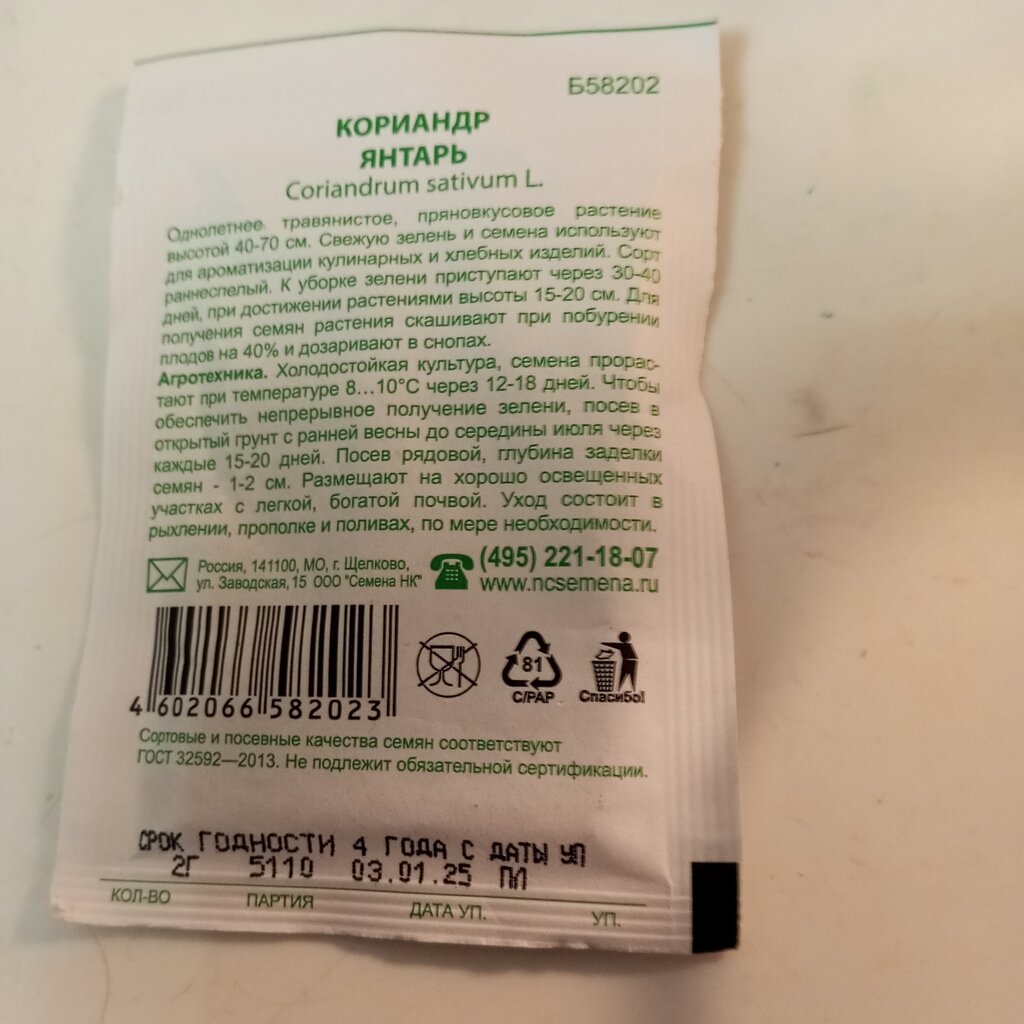 Б58202
КОРИАНДР
ЯНТАРЬ
Coriandrum sativum L.
Однолетнее травянистое, пряновкусовое растение
высотой 40-70 см. Свежую зелень и семена используют
для ароматизации кулинарных и хлебных изделий. Сорт
раннеспелый. К уборке зелени приступают через 30-40
дней, при достижении растениями высоты 15-20 см. Для
получения семян растения скашивают при побурении
плодов на 40% и дозаривают в снопах.
Агротехника. Холодостойкая культура, семена прорас-
тают при температуре 8...10°С через 12-18 дней. Чтобы
обеспечить непрерывное получение зелени, посев в
открытый грунт с ранней весны до середины июля через
каждые 15-20 дней. Посев рядовой, глубина заделки
семян - 1-2 см. Размещают на хорошо освещенных
участках с легкой, богатой почвой. Уход состоит в
рыхлении, прополке и поливах, по мере необходимости.
Россия, 141100, МО, г. Щелково,
ул. Заводская, 15 ООО "Семена НК"
(495) 221-18-07
www.ncsemena.ru
4 602066 582023
81
C/PAP
Спасибо!
Сортовые и посевные качества семян соответствуют
ГОСТ 32592—2013. Не подлежит обязательной сертификации.
СРОК ГОДНОСТИ 4 ГОДА С ДАТЫ УП
2Г 5110 03.01.25 ПЛ
КОЛ-ВО ПАРТИЯ ДАТА УП. УП.